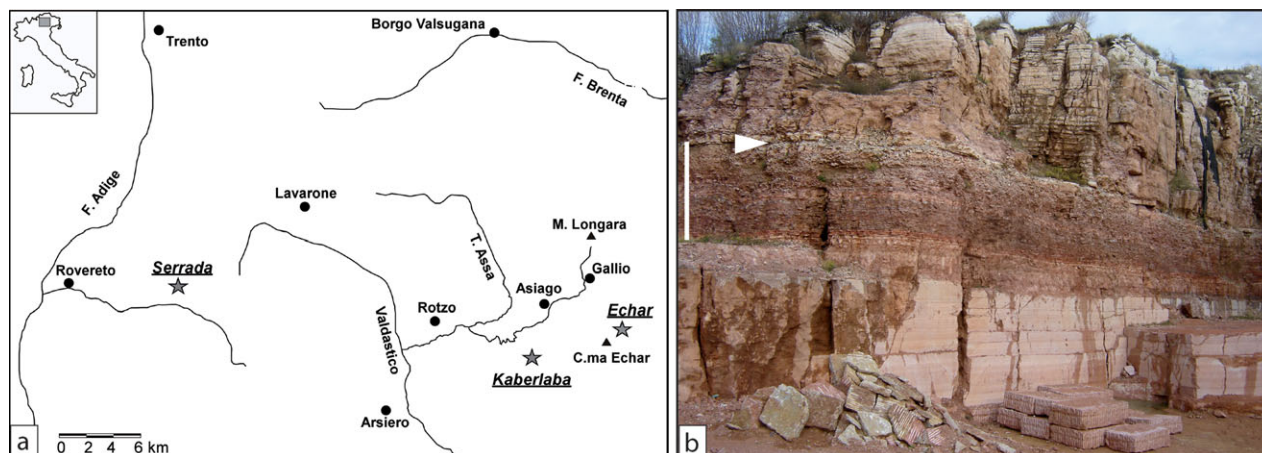 Trento
Borgo Valsugana
F. Brenta
F. Adige
Lavarone
T. Assa
M. Longara
Gallio
Rovereto
Serrada
Asiago
Rotzo
Echar
Valdastico
C.ma Echar
Kaberlaba
Arsiero
a
0 2 4 6 km
b